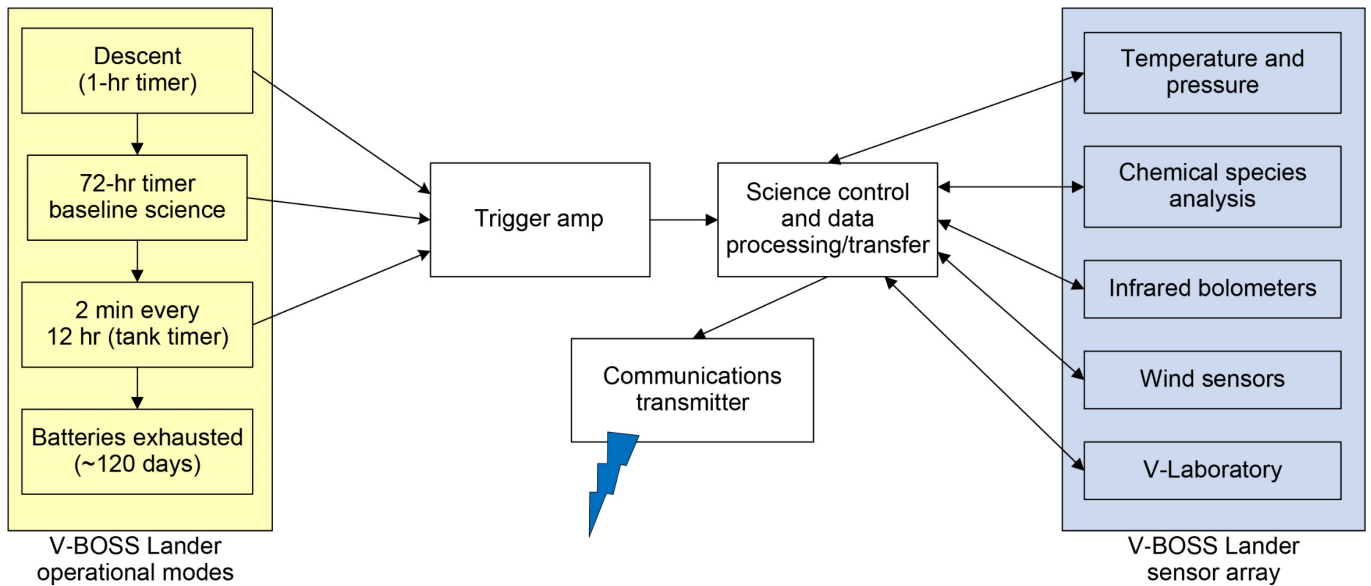 Descent
(1-hr timer)
72-hr timer
baseline science
2 min every
12 hr (tank timer)
Batteries exhausted
(~120 days)
V-BOSS Lander
operational modes
Trigger amp
Science control
and data
processing/transfer
Communications
transmitter
Temperature and
pressure
Chemical species
analysis
Infrared bolometers
Wind sensors
V-Laboratory
V-BOSS Lander
sensor array